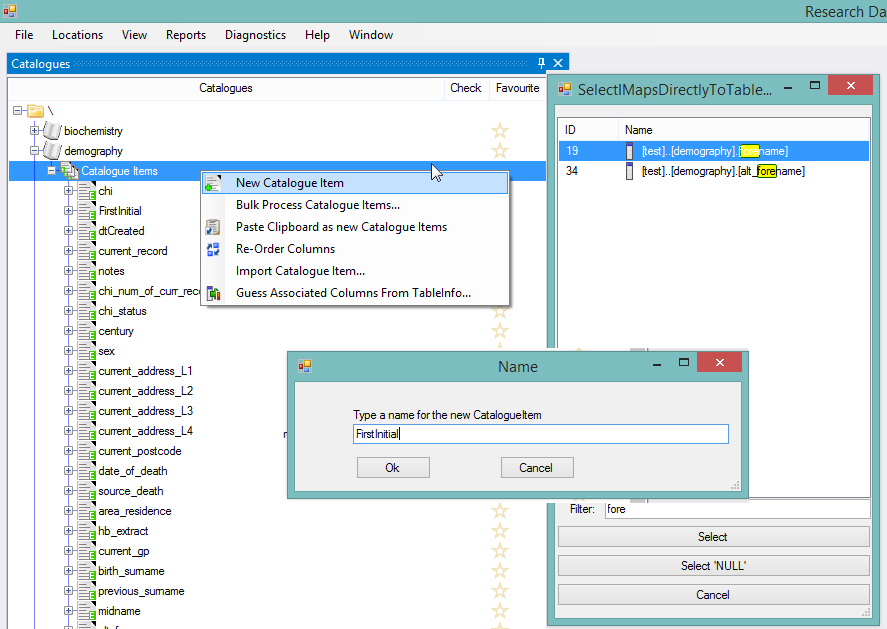 Research Da
File Locations View Reports Diagnostics Help Window
Catalogues
Catalogues Check Favourite
\
biochemistry
demography
Catalogue Items
chi
FirstInitial
dtCreated
current_record
notes
chi_num_of_curr_reco
chi_status
century
sex
current_address_L1
current_address_L2
current_address_L3
current_address_L4
current_postcode
date_of_death
source_death
area_residence
hb_extract
current_gp
birth_surname
previous_surname
midname
New Catalogue Item
Bulk Process Catalogue Items...
Paste Clipboard as new Catalogue Items
Re-Order Columns
Import Catalogue Item...
Guess Associated Columns From TableInfo...
SelectIMapsDirectlyToTable...
ID Name
19 [test]..[demography].[forename]
34 [test]..[demography].[alt_forename]
Name
Type a name for the new CatalogueItem
FirstInitial
Ok Cancel
Filter: fore
Select
Select 'NULL'
Cancel